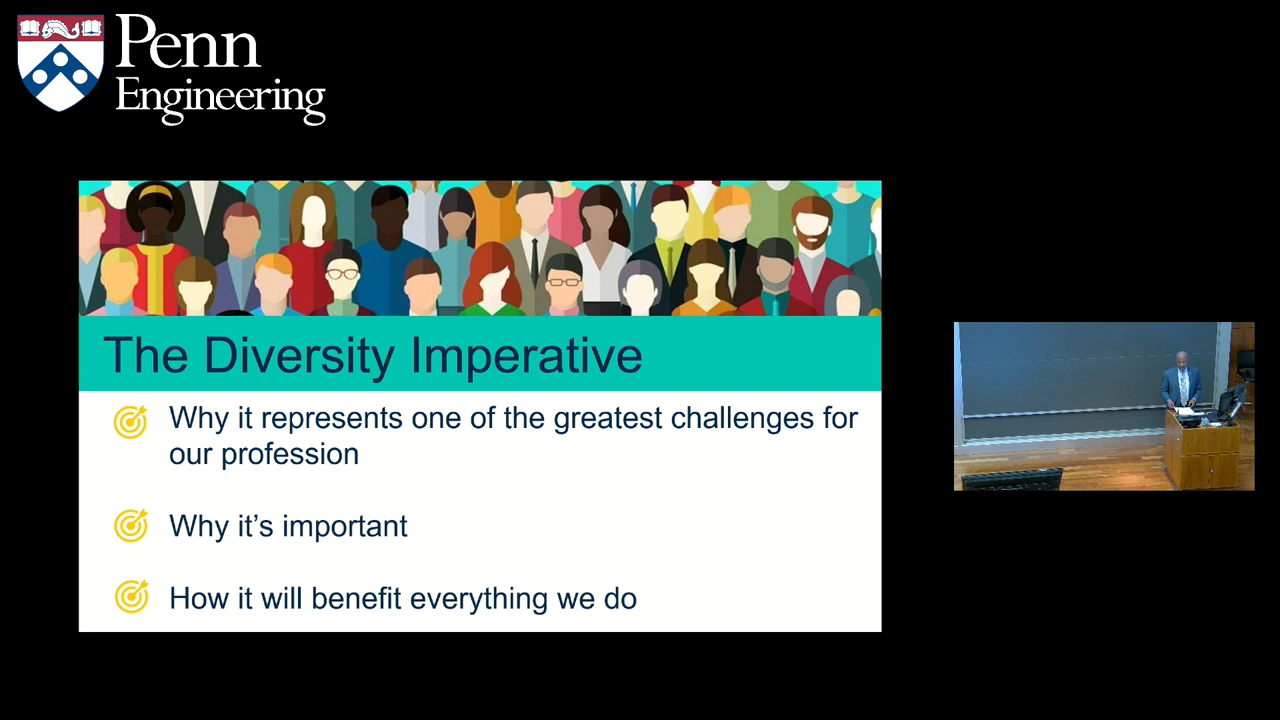 Penn
Engineering
The Diversity Imperative
Why it represents one of the greatest challenges for
our profession
Why it's important
How it will benefit everything we do